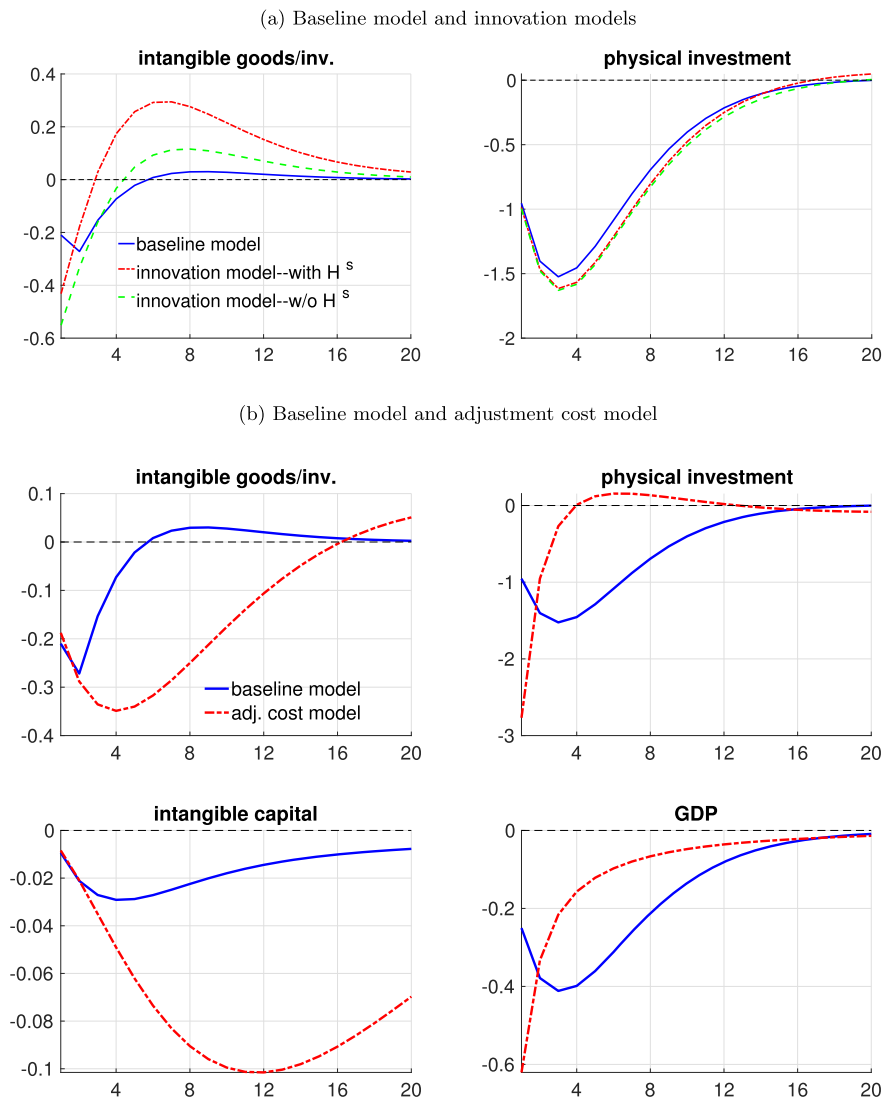 (a) Baseline model and innovation models
intangible goods/inv.
0.4
0.2
0
-0.2
-0.4
-0.6
baseline model
innovation model--with H s
innovation model--w/o H s
4 8 12 16 20
physical investment
0
-0.5
-1
-1.5
-2
4 8 12 16 20
(b) Baseline model and adjustment cost model
intangible goods/inv.
0.1
0
-0.1
-0.2
-0.3
-0.4
baseline model
adj. cost model
4 8 12 16 20
physical investment
0
-1
-2
-3
4 8 12 16 20
intangible capital
0
-0.02
-0.04
-0.06
-0.08
-0.1
4 8 12 16 20
GDP
0
-0.2
-0.4
-0.6
4 8 12 16 20